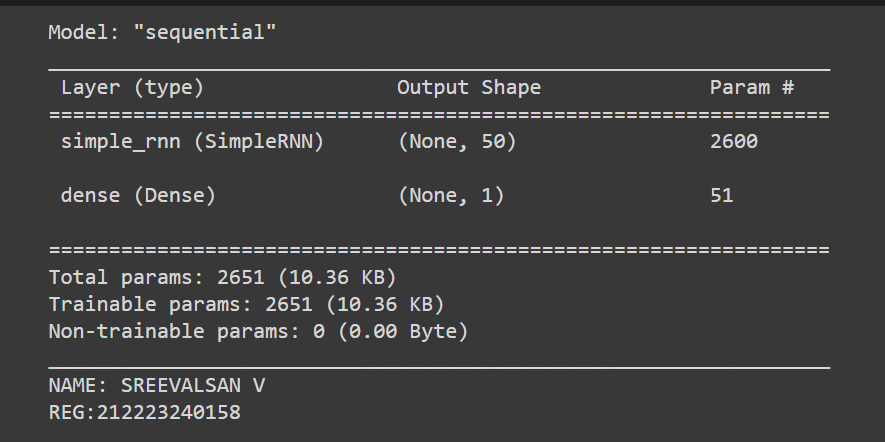 Model: "sequential"
Layer (type) Output Shape Param #
=================================================================
simple_rnn (SimpleRNN) (None, 50) 2600
dense (Dense) (None, 1) 51
=================================================================
Total params: 2651 (10.36 KB)
Trainable params: 2651 (10.36 KB)
Non-trainable params: 0 (0.00 Byte)
NAME: SREEVALSAN V
REG:212223240158